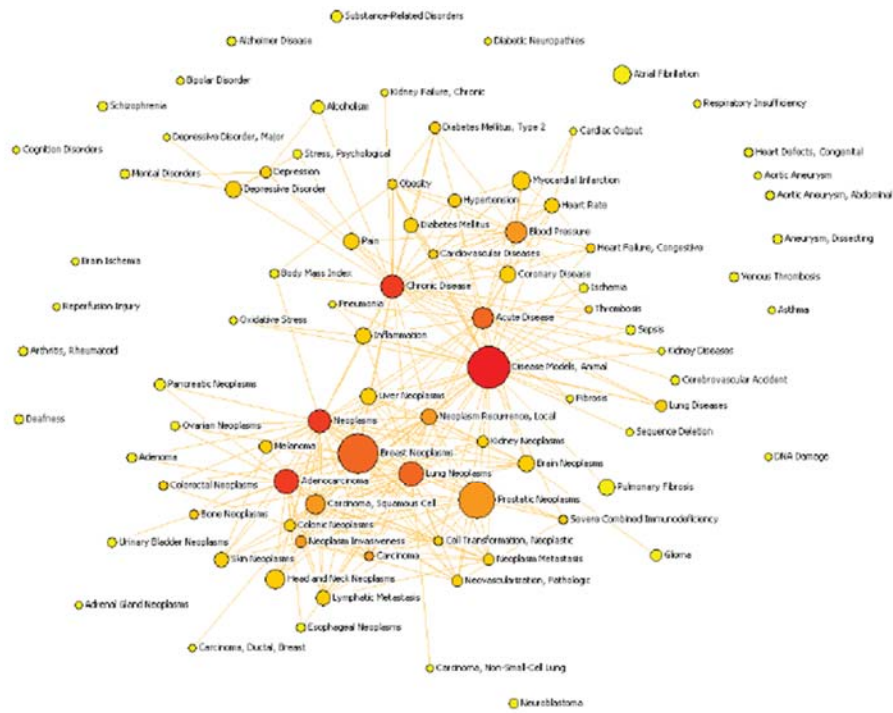 Substance-Related Disorders
Alzheimer Disease
Diabetic Neuropathies
Atrial Fibrillation
Bipolar Disorder
Kidney Failure, Chronic
Schizophrenia
Alcoholism
Respiratory Insufficiency
Diabetes Mellitus, Type 2
Cardiac Output
Depressive Disorder, Major
Cognition Disorders
Stress, Psychological
Heart Defects, Congenital
Mental Disorders
Depression
Aortic Aneurysm
Obesity
Myocardial Infarction
Depressive Disorder
Aortic Aneurysm, Abdominal
Hypertension
Heart Rate
Diabetes Mellitus
Blood Pressure
Pain
Aneurysm, Dissecting
Heart Failure, Congestive
Cardiovascular Diseases
Brain Ischemia
Body Mass Index
Coronary Disease
Venous Thrombosis
Chronic Disease
Ischemia
Reperfusion Injury
Pneumonia
Thrombosis
Asthma
Oxidative Stress
Acute Disease
Sepsis
Inflammation
Arthritis, Rheumatoid
Kidney Diseases
Disease Models, Animal
Cerebrovascular Accident
Pancreatic Neoplasms
Liver Neoplasms
Fibrosis
Lung Diseases
Deafness
Neoplasm Recurrence, Local
Ovarian Neoplasms
Neoplasms
Sequence Deletion
Melanoma
Kidney Neoplasms
Breast Neoplasms
Adenoma
DNA Damage
Brain Neoplasms
Lung Neoplasms
Adenocarcinoma
Colorectal Neoplasms
Pulmonary Fibrosis
Prostatic Neoplasms
Carcinoma, Squamous Cell
Bone Neoplasms
Severe Combined Immunodeficiency
Colonic Neoplasms
Urinary Bladder Neoplasms
Neoplasm Invasiveness
Cell Transformation, Neoplastic
Carcinoma
Glioma
Skin Neoplasms
Neoplasm Metastasis
Head and Neck Neoplasms
Neovascularization, Pathologic
Lymphatic Metastasis
Adrenal Gland Neoplasms
Esophageal Neoplasms
Carcinoma, Ductal, Breast
Carcinoma, Non-Small-Cell Lung
Neuroblastoma